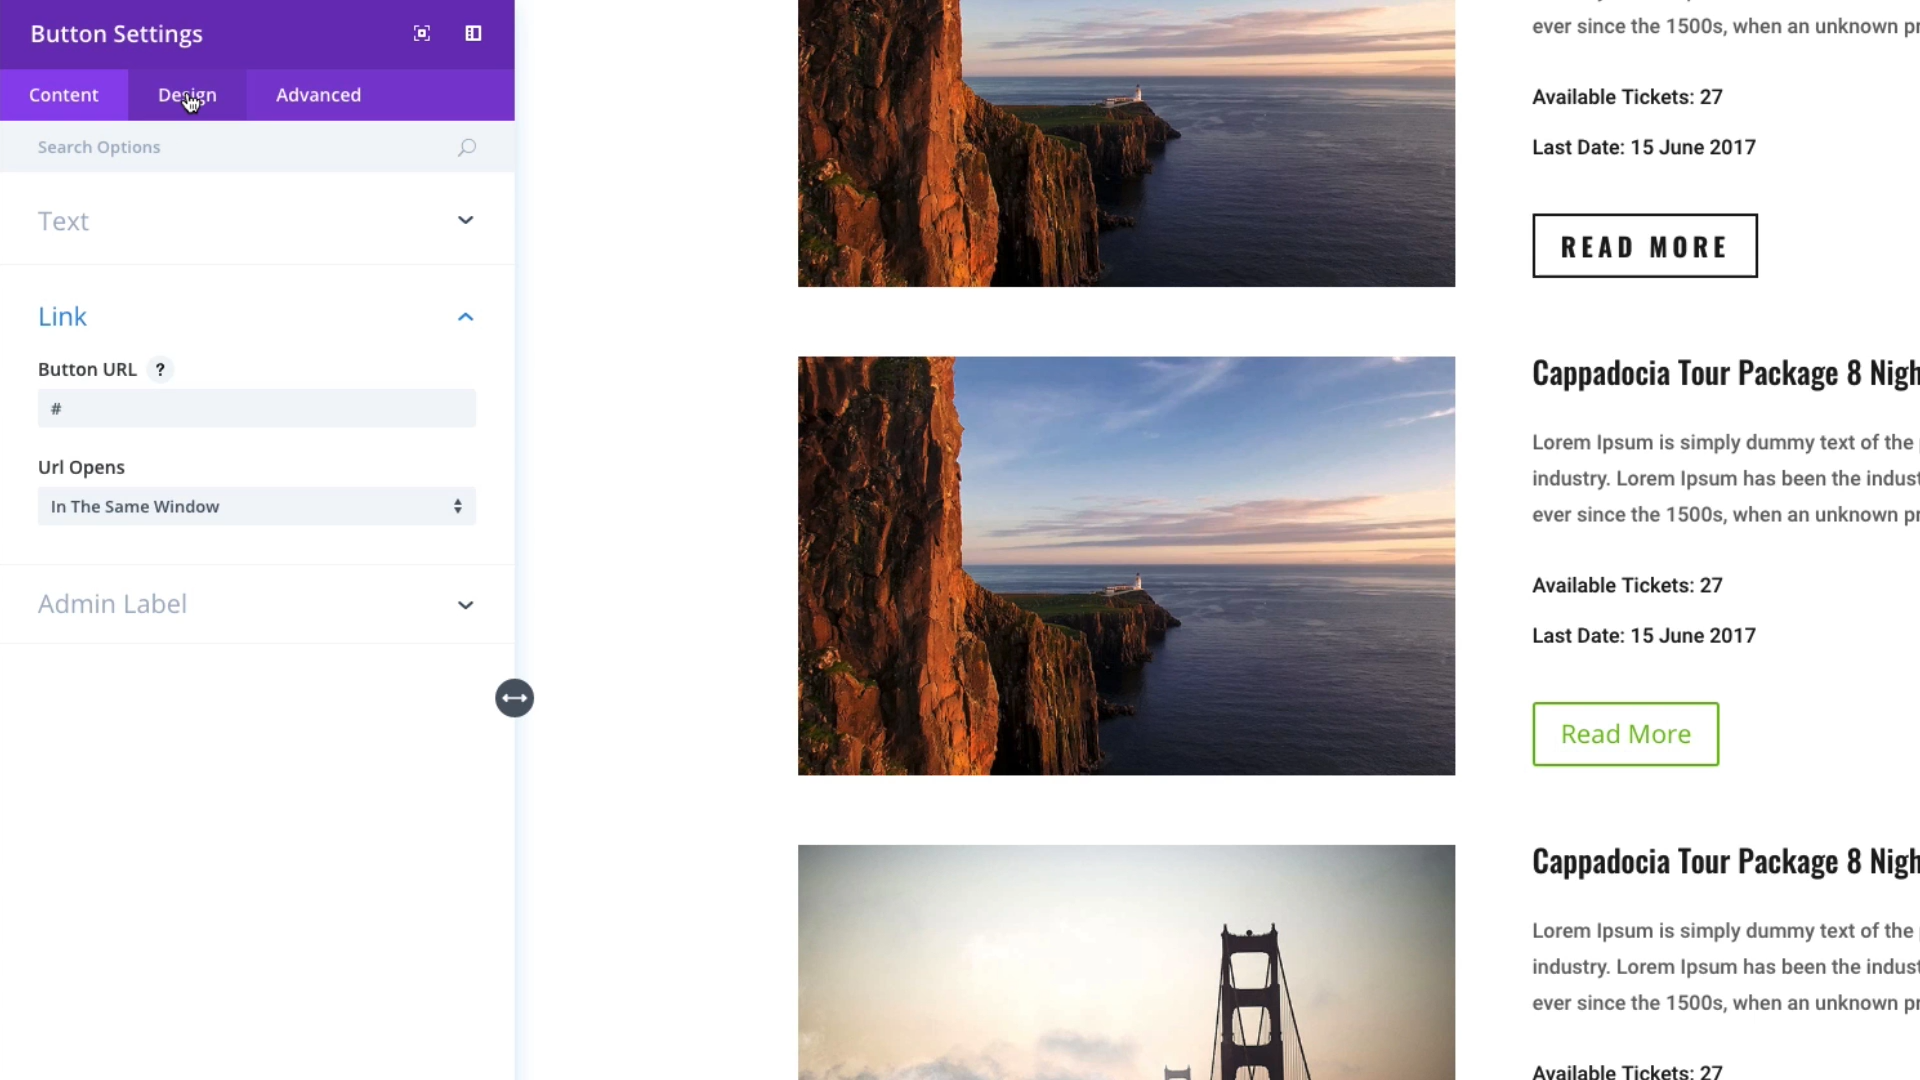 Button Settings
Content
Design
Advanced
Search Options
Text
Link
Button URL ?
#
Url Opens
In The Same Window
Admin Label
ever since the 1500s, when an unknown
Available Tickets: 27
Last Date: 15 June 2017
READ MORE
Cappadocia Tour Package 8
Lorem Ipsum is simply dummy text of the
industry. Lorem Ipsum has been the
ever since the 1500s, when an unknown
Available Tickets: 27
Last Date: 15 June 2017
Read More
Cappadocia Tour Package 8
Lorem Ipsum is simply dummy text of the
industry. Lorem Ipsum has been the
ever since the 1500s, when an unknown
Available Tickets: 27